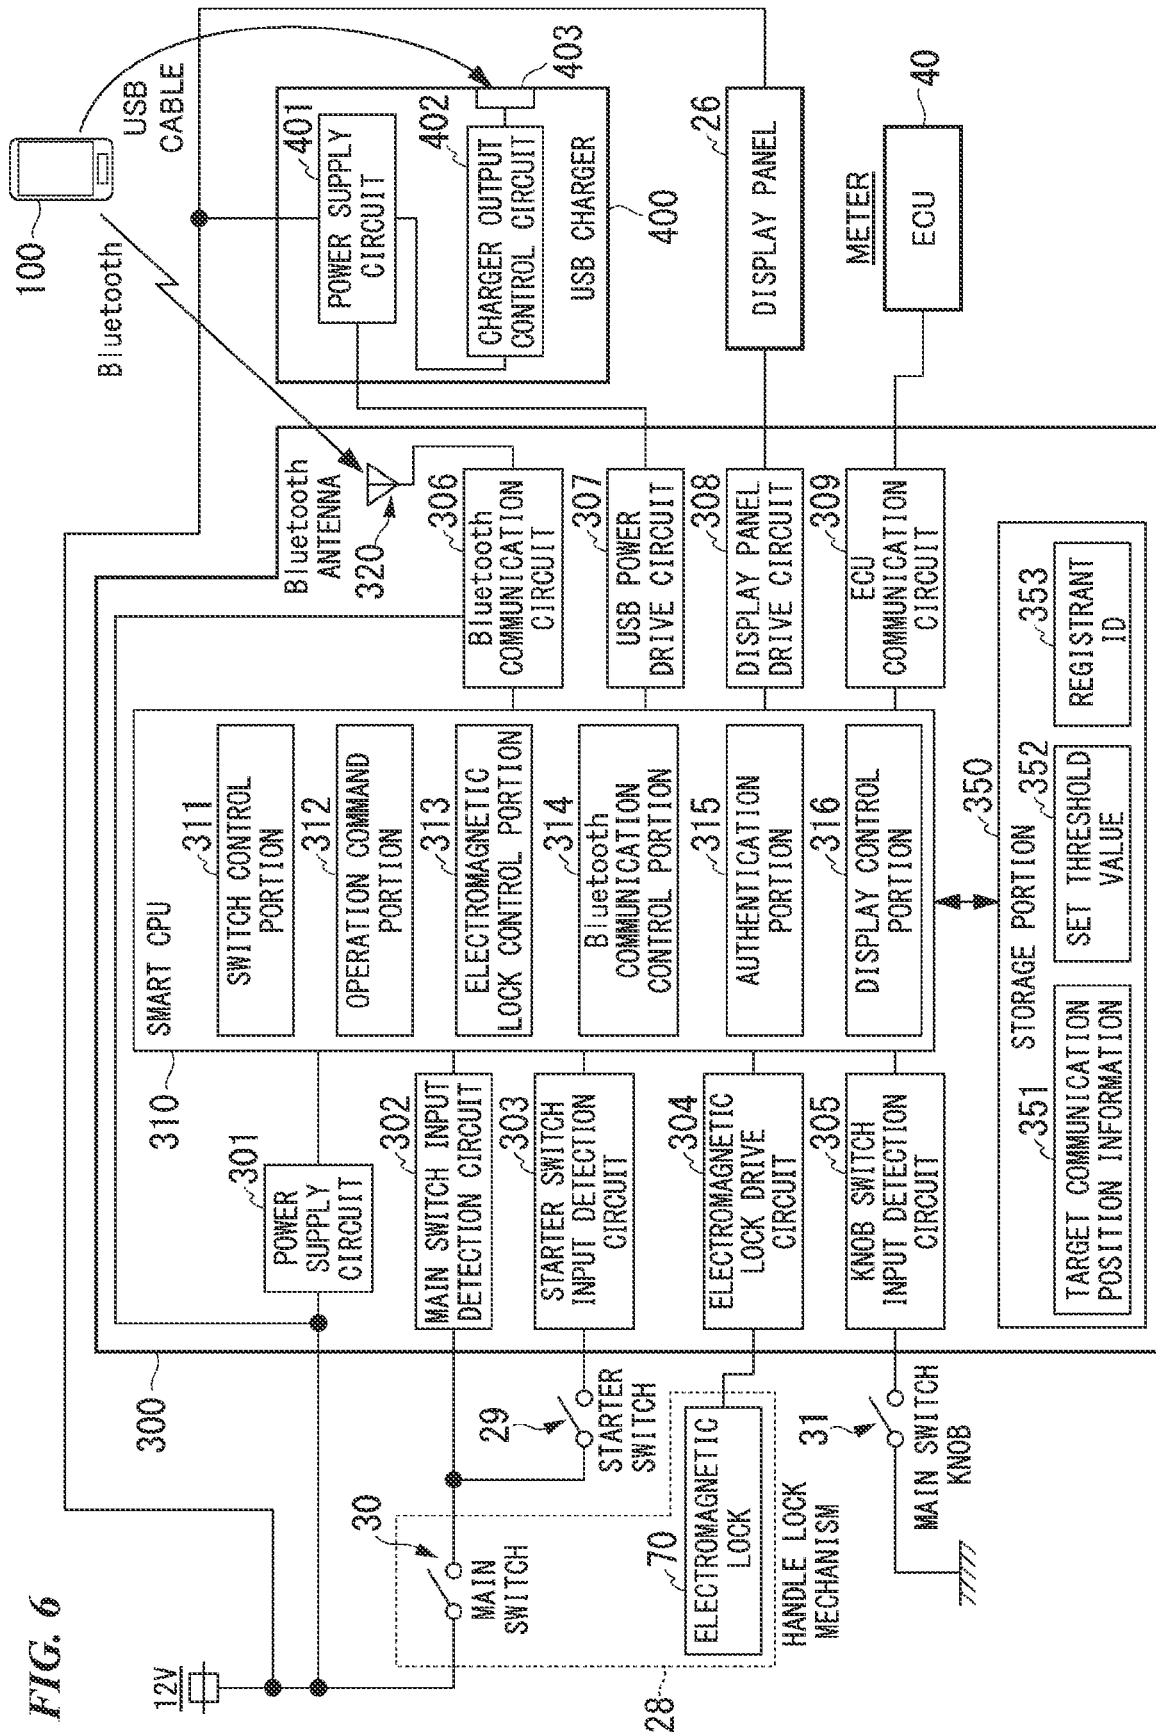 FIG. 6
12V
300
310
SMART CPU
311
SWITCH CONTROL
PORTION
312
OPERATION COMMAND
PORTION
313
ELECTROMAGNETIC
LOCK CONTROL PORTION
314
Bluetooth
COMMUNICATION
CONTROL PORTION
315
AUTHENTICATION
PORTION
316
DISPLAY CONTROL
PORTION
301
POWER
SUPPLY
CIRCUIT
302
MAIN SWITCH INPUT
DETECTION CIRCUIT
303
STARTER SWITCH
INPUT DETECTION
CIRCUIT
304
ELECTROMAGNETIC
LOCK DRIVE
CIRCUIT
305
KNOB SWITCH
INPUT DETECTION
CIRCUIT
30
MAIN
SWITCH
29
STARTER
SWITCH
70
ELECTROMAGNETIC
LOCK
28
HANDLE LOCK
MECHANISM
31
MAIN SWITCH
KNOB
100
Bluetooth
USB
CABLE
Bluetooth
ANTENNA
320
306
Bluetooth
COMMUNICATION
CIRCUIT
307
USB POWER
DRIVE CIRCUIT
308
DISPLAY PANEL
DRIVE CIRCUIT
309
ECU
COMMUNICATION
CIRCUIT
401
POWER SUPPLY
CIRCUIT
402
CHARGER OUTPUT
CONTROL CIRCUIT
403
USB CHARGER
400
26
DISPLAY PANEL
METER
40
ECU
350
STORAGE PORTION
351
TARGET COMMUNICATION
POSITION INFORMATION
352
SET THRESHOLD
VALUE
353
REGISTRANT
ID